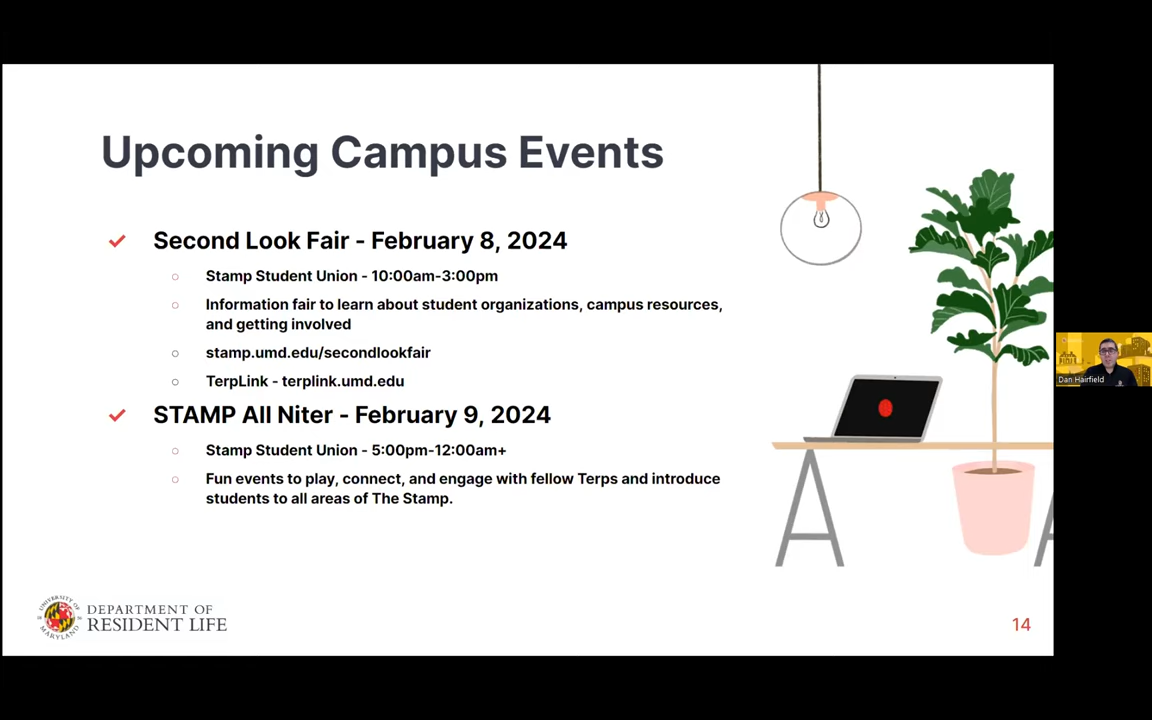 Upcoming Campus Events
Second Look Fair - February 8, 2024
Stamp Student Union - 10:00am-3:00pm
Information fair to learn about student organizations, campus resources,
and getting involved
stamp.umd.edu/secondlookfair
TerpLink - terplink.umd.edu
STAMP All Niter - February 9, 2024
Stamp Student Union - 5:00pm-12:00am+
Fun events to play, connect, and engage with fellow Terps and introduce
students to all areas of The Stamp.
Dan Hairfield
UNIVERSITY OF
MARYLAND
DEPARTMENT OF
RESIDENT LIFE
14